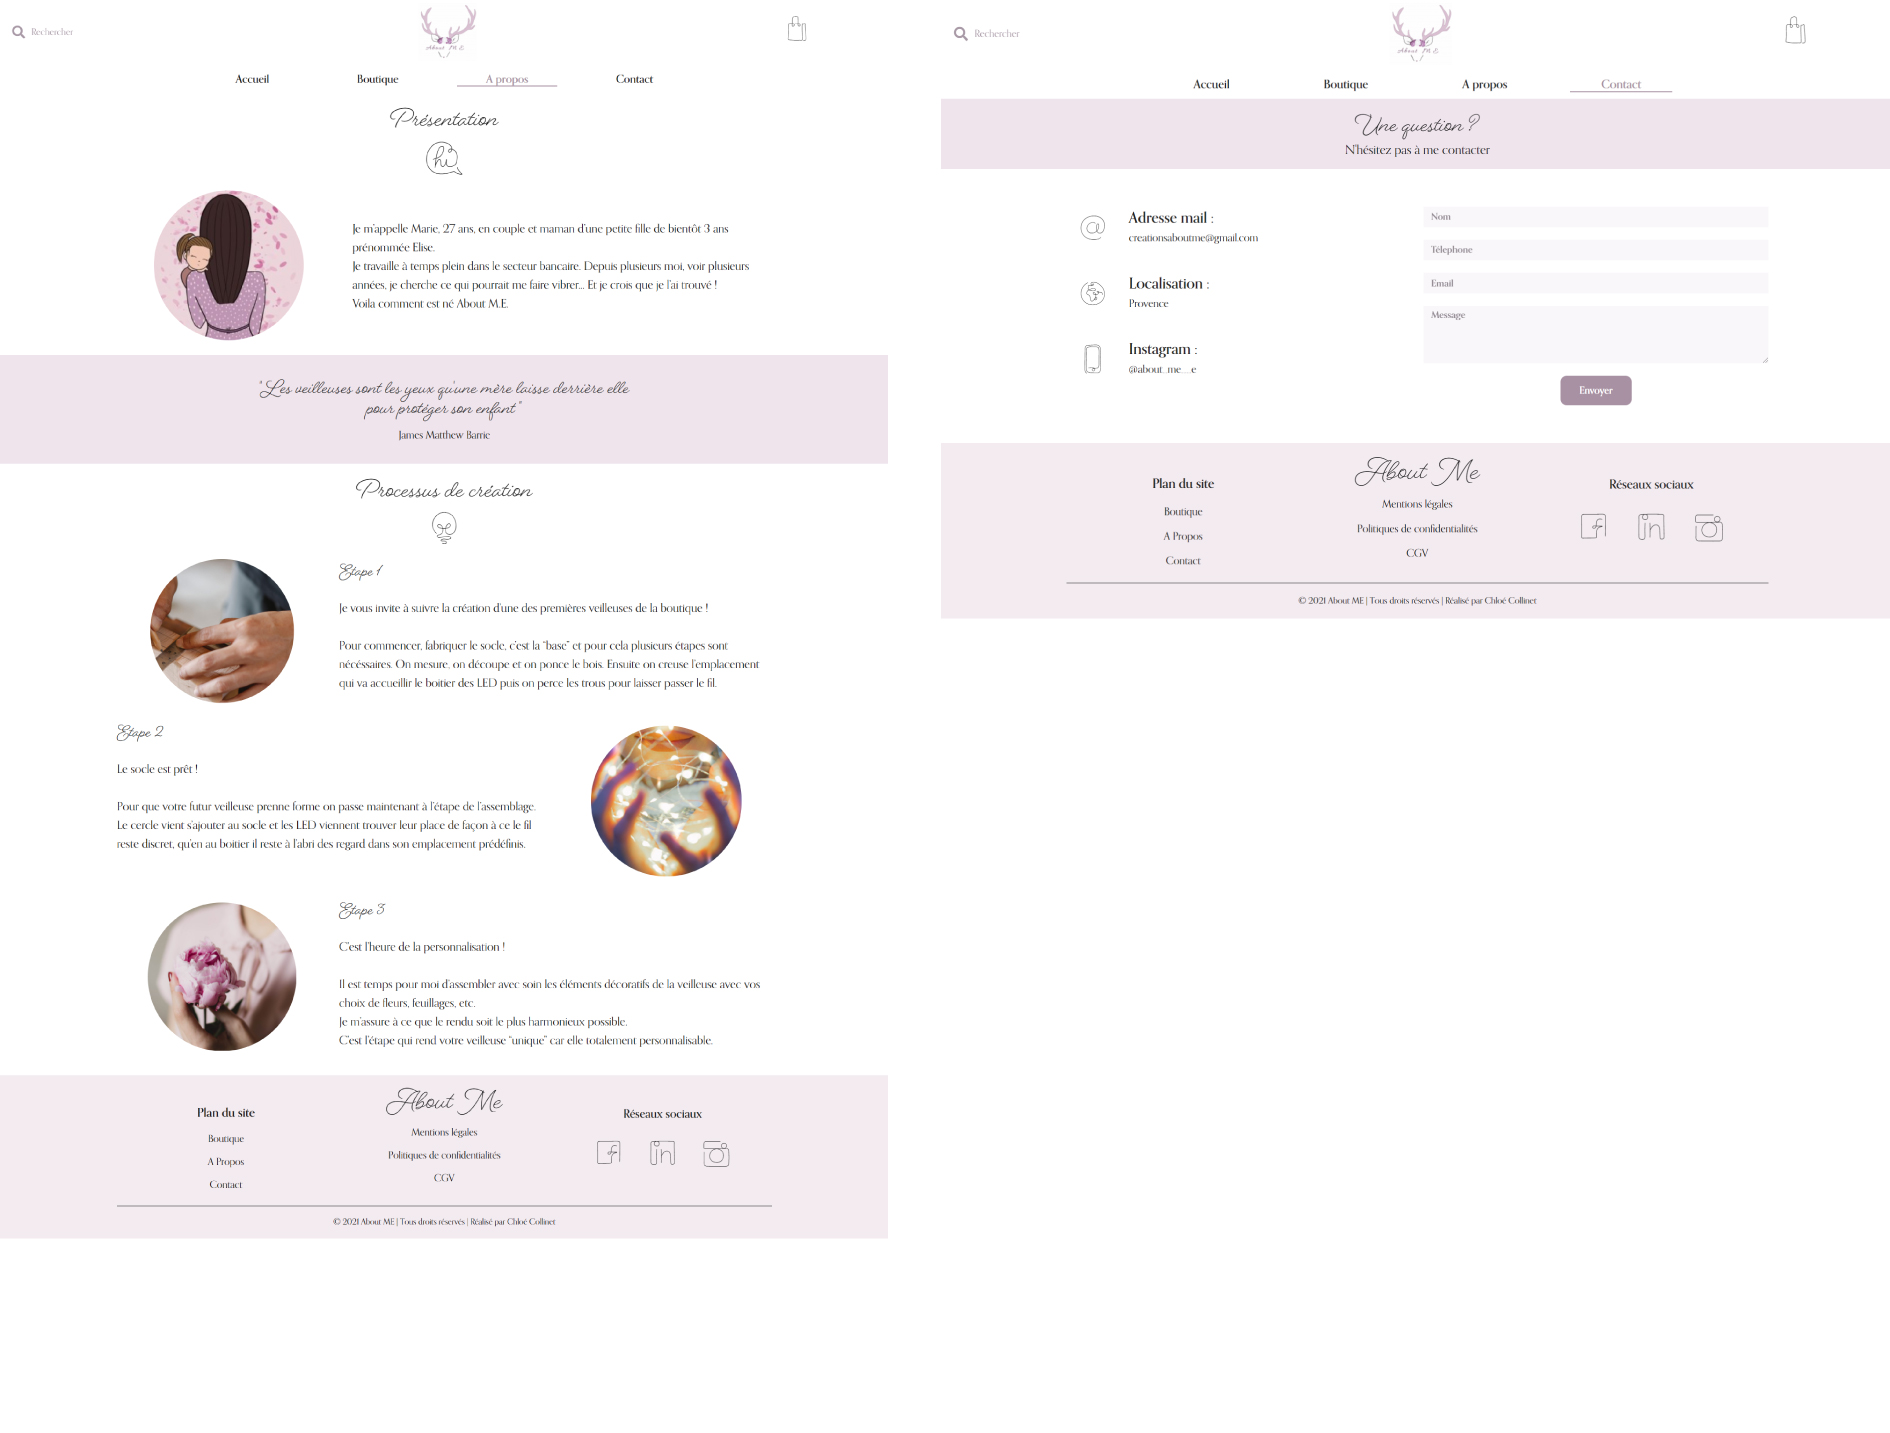 Rechercher
About M.E
Accueil
Boutique
A propos
Contact
Présentation
hi
Je m'appelle Marie, 27 ans, en couple et maman d'une petite fille de bientôt 3 ans
prénommée Elise.
Je travaille à temps plein dans le secteur bancaire. Depuis plusieurs moi, voir plusieurs
années, je cherche ce qui pourrait me faire vibrer... Et je crois que je l'ai trouvé !
Voila comment est né About M.E.
" Les veilleuses sont les yeux qu'une mère laisse derrière elle
pour protéger son enfant "
James Matthew Barrie
Processus de création
Etape 1
Je vous invite à suivre la création d'une des premières veilleuses de la boutique !
Pour commencer, fabriquer le socle, c'est la "base" et pour cela plusieurs étapes sont
nécéssaires. On mesure, on découpe et on ponce le bois. Ensuite on creuse l'emplacement
qui va accueillir le boitier des LED puis on perce les trous pour laisser passer le fil.
Etape 2
Le socle est prêt !
Pour que votre futur veilleuse prenne forme on passe maintenant à l'étape de l'assemblage.
Le cercle vient s'ajouter au socle et les LED viennent trouver leur place de façon à ce le fil
reste discret, qu'en au boitier il reste à l'abri des regard dans son emplacement prédéfinis.
Etape 3
C'est l'heure de la personnalisation !
Il est temps pour moi d'assembler avec soin les éléments décoratifs de la veilleuse avec vos
choix de fleurs, feuillages, etc.
Je m'assure à ce que le rendu soit le plus harmonieux possible.
C'est l'étape qui rend votre veilleuse "unique" car elle totalement personnalisable.
Plan du site
Boutique
A Propos
Contact
About Me
Mentions légales
Politiques de confidentialités
CGV
Réseaux sociaux
f
in
© 2021 About ME | Tous droits réservés | Réalisé par Chloé Collinet
Rechercher
About M.E
Accueil
Boutique
A propos
Contact
Une question ?
N'hésitez pas à me contacter
Adresse mail :
creationsaboutme@gmail.com
Localisation :
Provence
Instagram :
Nom
Télephone
Email
Message
Envoyer
Plan du site
Boutique
A Propos
Contact
About Me
Mentions légales
Politiques de confidentialités
CGV
Réseaux sociaux
f
in
© 2021 About ME | Tous droits réservés | Réalisé par Chloé Collinet